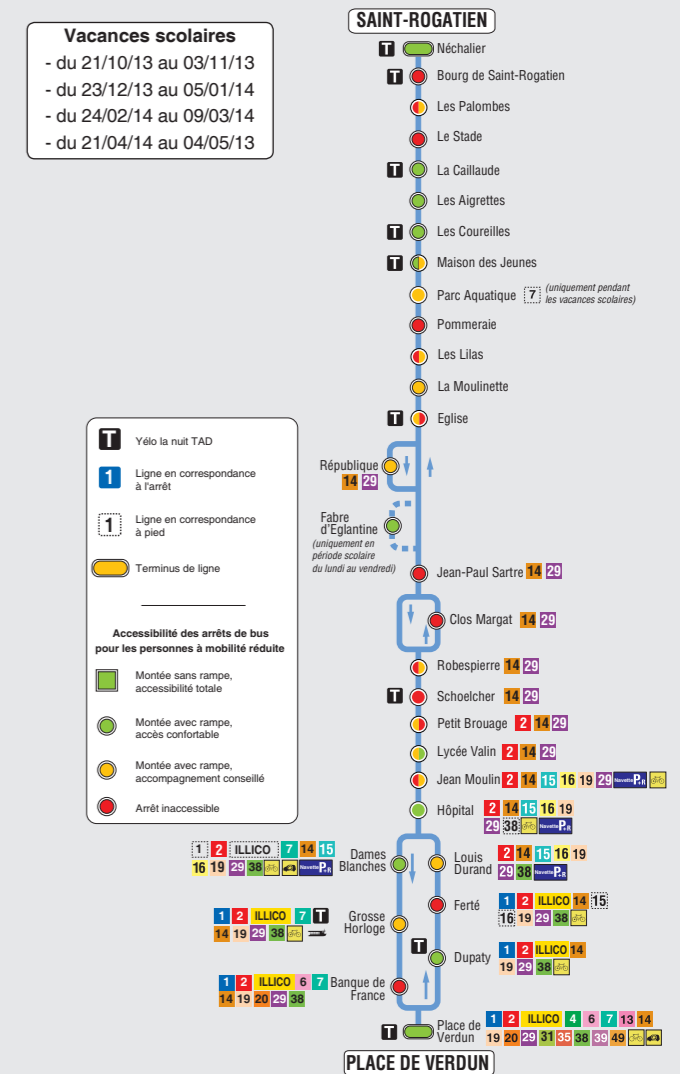 SAINT-ROGATIEN
Vacances scolaires
- du 21/10/13 au 03/11/13
- du 23/12/13 au 05/01/14
- du 24/02/14 au 09/03/14
- du 21/04/14 au 04/05/13
T Néchalier
T Bourg de Saint-Rogatien
Les Palombes
Le Stade
T La Caillaude
Les Aigrettes
T Les Coureilles
T Maison des Jeunes
Parc Aquatique 7 (uniquement pendant
les vacances scolaires)
Pommeraie
Les Lilas
La Moulinette
T Eglise
T Yélo la nuit TAD
1 Ligne en correspondance
à l'arrêt
1 Ligne en correspondance
à pied
Terminus de ligne
Accessibilité des arrêts de bus
pour les personnes à mobilité réduite
Montée sans rampe,
accessibilité totale
Montée avec rampe,
accès confortable
Montée avec rampe,
accompagnement conseillé
Arrêt inaccessible
République
14 29
Fabre
d'Eglantine
(uniquement en
période scolaire
du lundi au vendredi)
Jean-Paul Sartre 14 29
Clos Margat 14 29
Robespierre 14 29
T Schoelcher 14 29
Petit Brouage 2 14 29
Lycée Valin 2 14 29
Jean Moulin 2 14 15 16 19 29 Navette P+R
Hôpital 2 14 15 16 19
29 38 Navette P+R
1 2 ILLICO 7 14 15
16 19 29 38 Navette P+R
Dames
Blanches
Louis
Durand
2 14 15 16 19
29 38 Navette P+R
1 2 ILLICO 7 T
14 19 29 38
Grosse
Horloge
Ferté
1 2 ILLICO 14 15
16 19 29 38
T Dupaty
1 2 ILLICO 14
19 29 38
1 2 ILLICO 6 7
14 19 20 29 38
Banque de
France
T Place de
Verdun
1 2 ILLICO 4 6 7 13 14
19 20 29 31 35 38 39 49
PLACE DE VERDUN